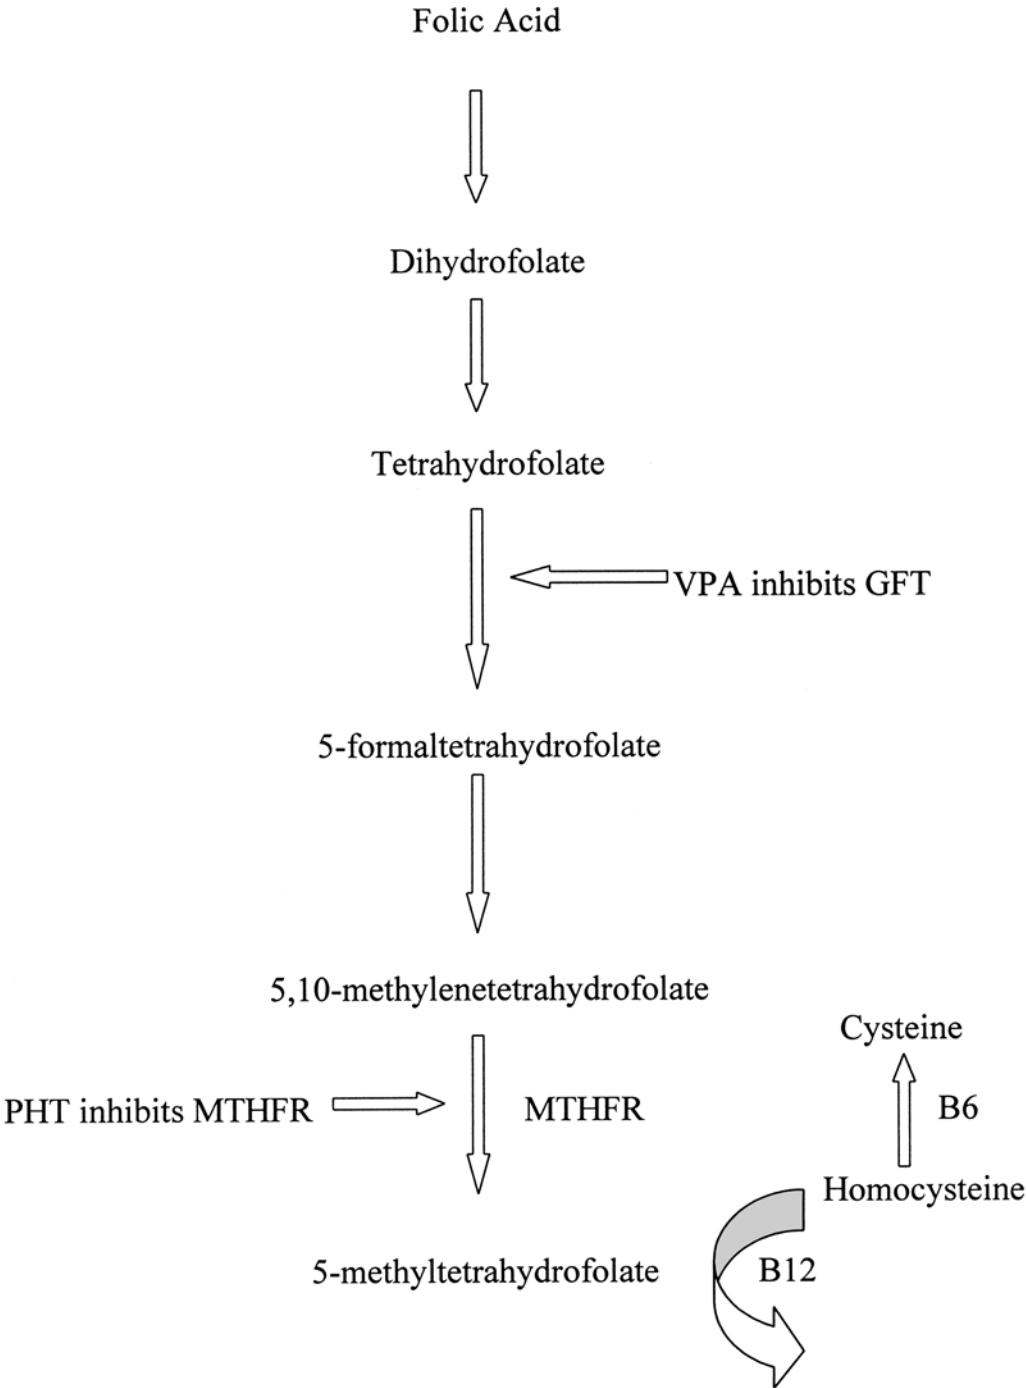 Folic Acid
Dihydrofolate
Tetrahydrofolate
VPA inhibits GFT
5-formaltetrahydrofolate
5,10-methylenetetrahydrofolate
Cysteine
PHT inhibits MTHFR
MTHFR
B6
Homocysteine
5-methyltetrahydrofolate
B12